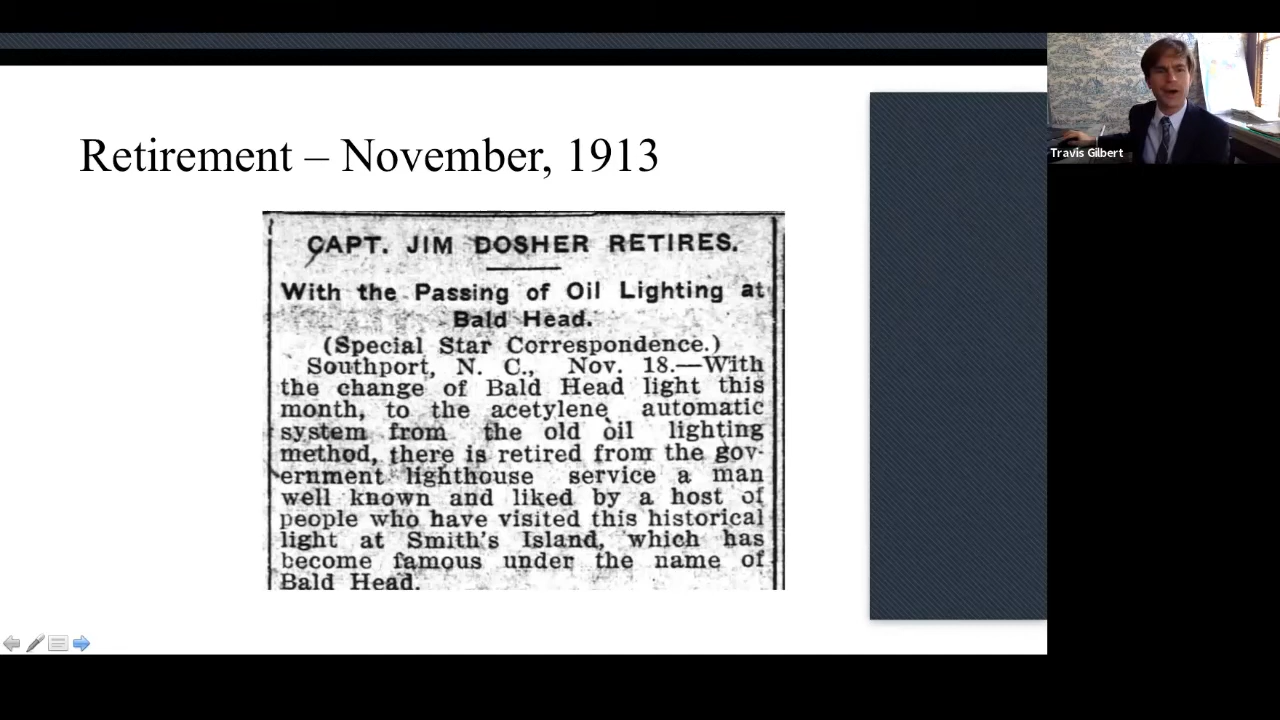 Retirement – November, 1913
CAPT. JIM DOSHER RETIRES.
With the Passing of Oil Lighting at
Bald Head.
(Special Star Correspondence.)
Southport, N. C., Nov. 18.—With
the change of Bald Head light this
month, to the acetylene automatic
system from the old oil lighting
method, there is retired from the gov-
ernment lighthouse service a man
well known and liked by a host of
people who have visited this historical
light at Smith's Island, which has
become famous under the name of
Bald Head.
Travis Gilbert